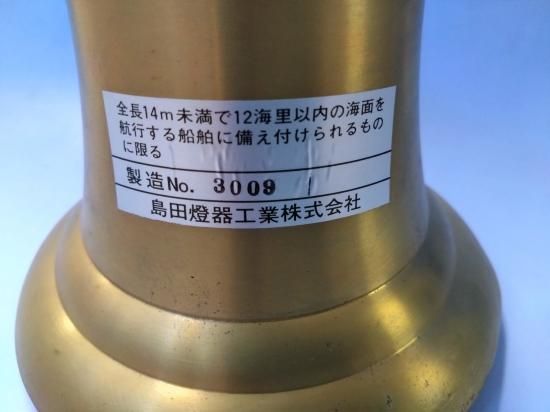 全長14m未満で12海里以内の海面を
航行する船舶に備え付けられるもの
に限る
製造No. 3009
島田燈器工業株式会社